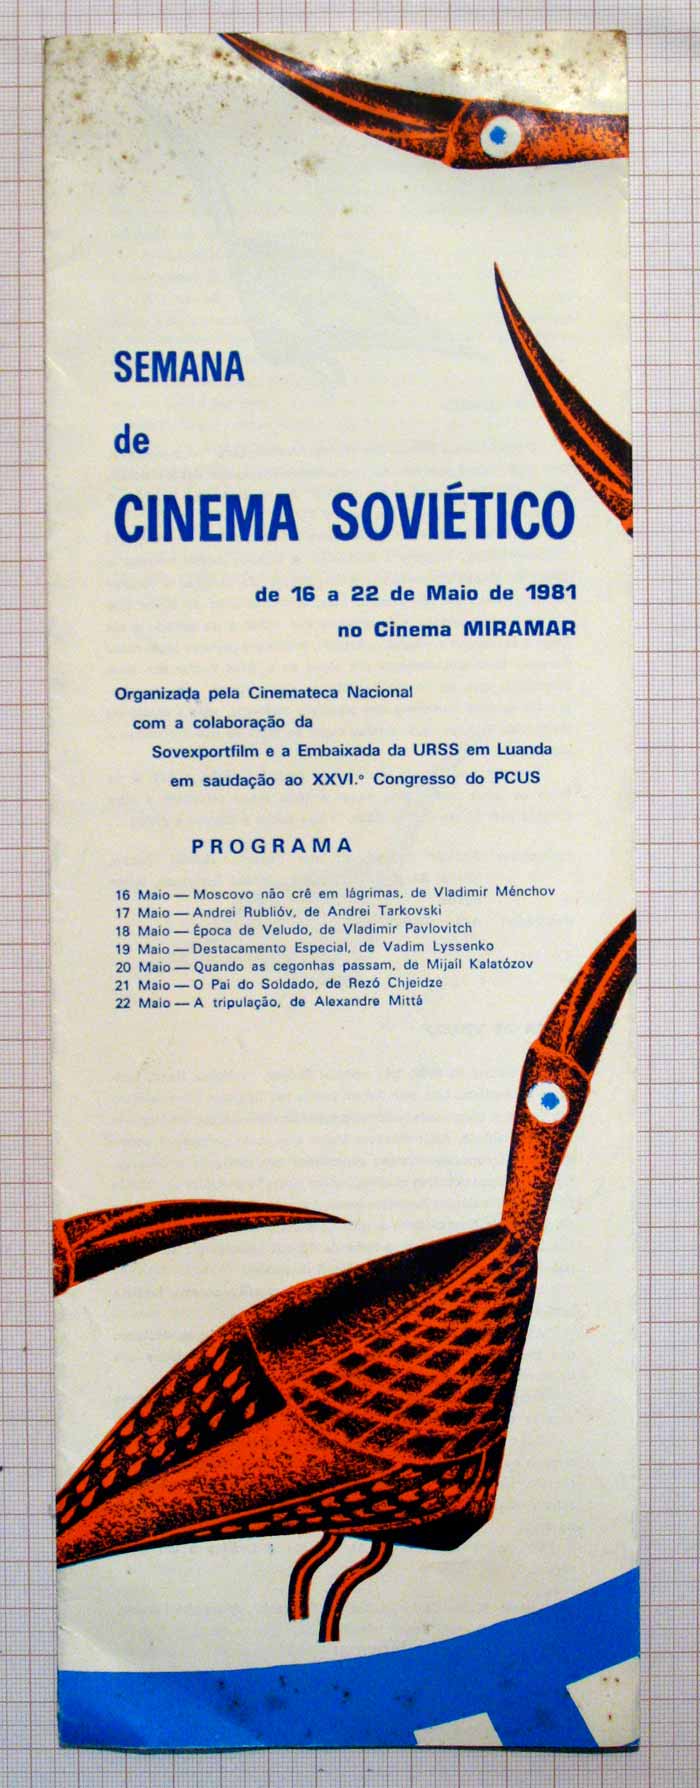 SEMANA
de
CINEMA SOVIÉTICO
de 16 a 22 de Maio de 1981
no Cinema MIRAMAR
Organizada pela Cinemateca Nacional
com a colaboração da
Sovexportfilm e a Embaixada da URSS em Luanda
em saudação ao XXVI.º Congresso do PCUS
PROGRAMA
16 Maio — Moscovo não crê em lágrimas, de Vladimir Ménchov
17 Maio — Andrei Rublióv, de Andrei Tarkovski
18 Maio — Época de Veludo, de Vladimir Pavlovitch
19 Maio — Destacamento Especial, de Vadim Lyssenko
20 Maio — Quando as cegonhas passam, de Mijaíl Kalatózov
21 Maio — O Pai do Soldado, de Rezó Chjeidze
22 Maio — A tripulação, de Alexandre Mittá